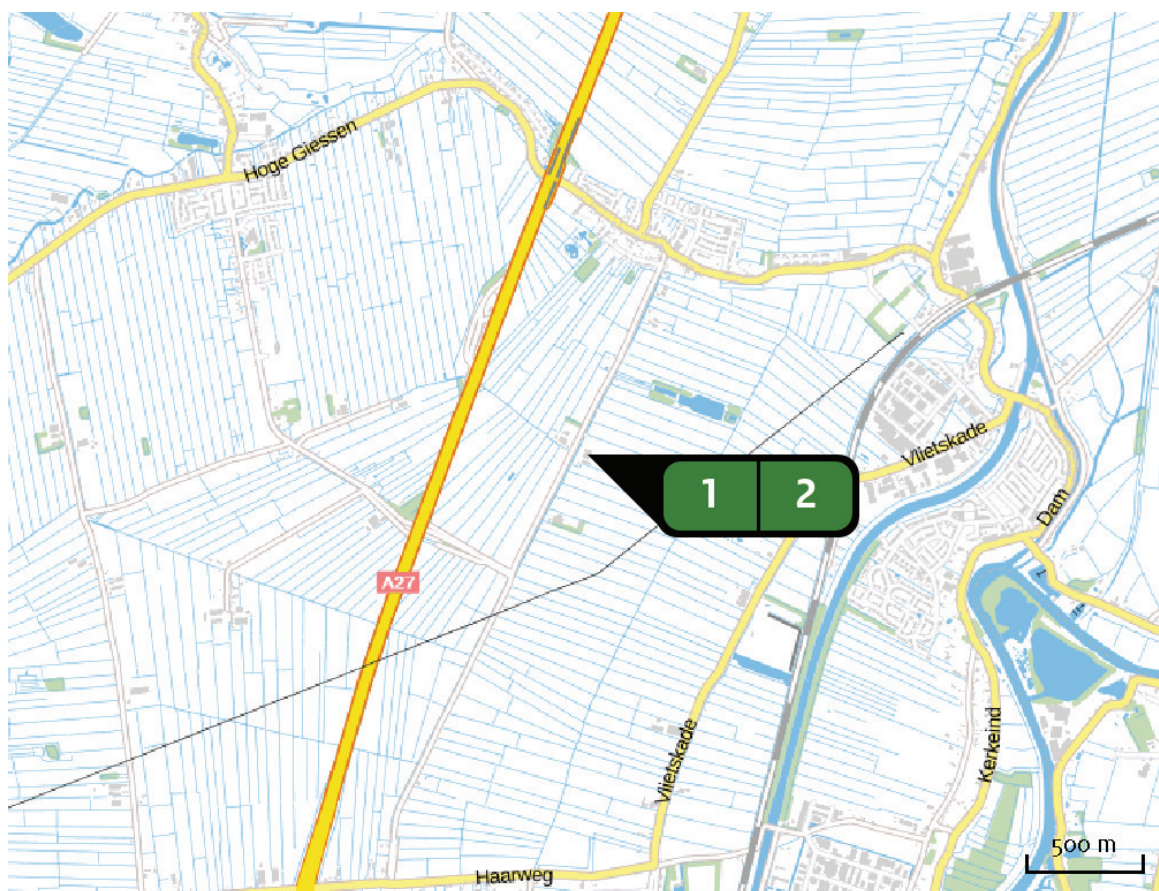 Hoge Giessen
1
2
Vlietskade
A27
Dam
Vlietskade
Kerkeind
500 m
Haarweg